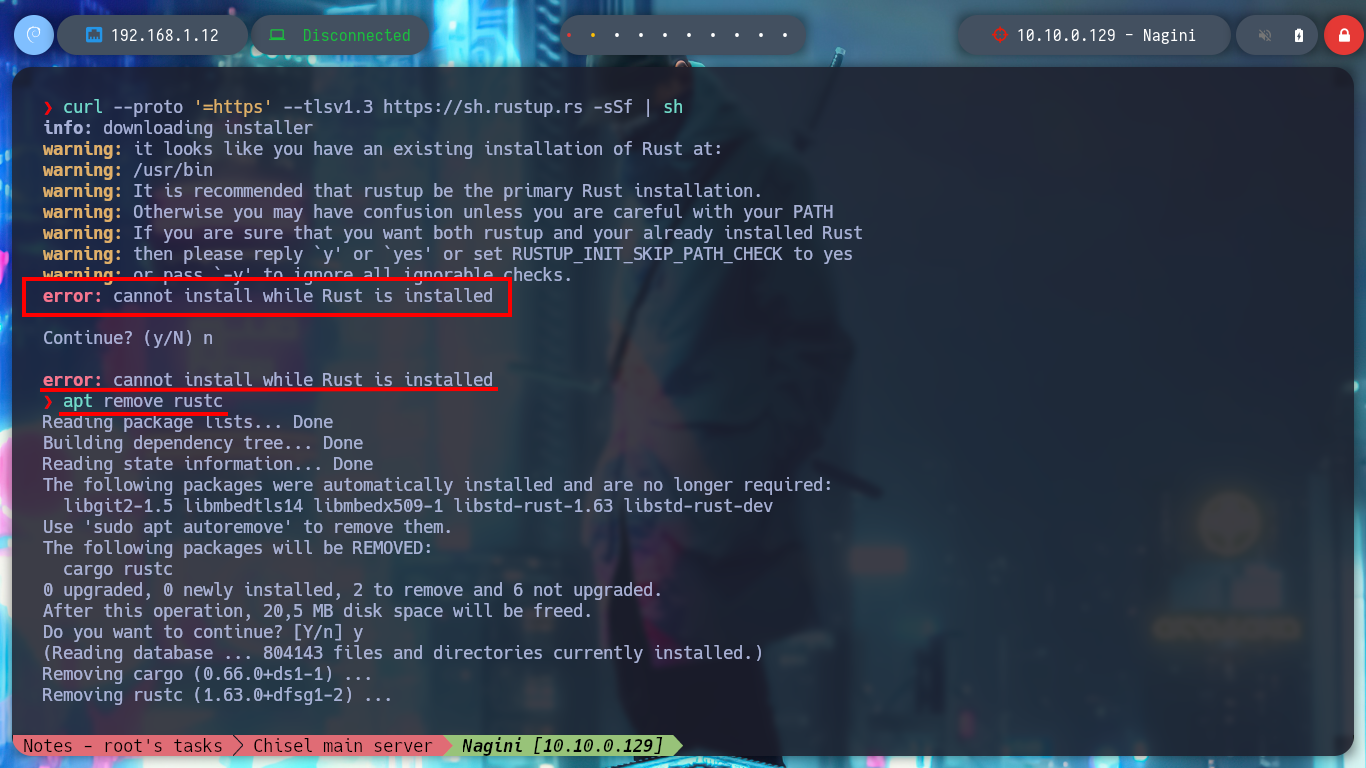 192.168.1.12
Disconnected
10.10.0.129 - Nagini
❯ curl --proto '=https' --tlsv1.3 https://sh.rustup.rs -sSf | sh
info: downloading installer
warning: it looks like you have an existing installation of Rust at:
warning: /usr/bin
warning: It is recommended that rustup be the primary Rust installation.
warning: Otherwise you may have confusion unless you are careful with your PATH
warning: If you are sure that you want both rustup and your already installed Rust
warning: then please reply `y' or `yes' or set RUSTUP_INIT_SKIP_PATH_CHECK to yes
warning: or pass `-y' to ignore all ignorable checks.
error: cannot install while Rust is installed
Continue? (y/N) n
error: cannot install while Rust is installed
❯ apt remove rustc
Reading package lists... Done
Building dependency tree... Done
Reading state information... Done
The following packages were automatically installed and are no longer required:
libgit2-1.5 libmbedtls14 libmbedx509-1 libstd-rust-1.63 libstd-rust-dev
Use 'sudo apt autoremove' to remove them.
The following packages will be REMOVED:
cargo rustc
0 upgraded, 0 newly installed, 2 to remove and 6 not upgraded.
After this operation, 20,5 MB disk space will be freed.
Do you want to continue? [Y/n] y
(Reading database ... 804143 files and directories currently installed.)
Removing cargo (0.66.0+ds1-1) ...
Removing rustc (1.63.0+dfsg1-2) ...
Notes - root's tasks
Chisel main server
Nagini [10.10.0.129]